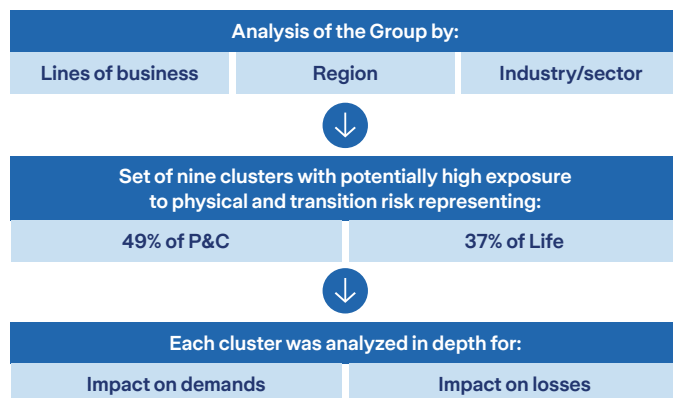 Analysis of the Group by:
Lines of business
Region
Industry/sector
Set of nine clusters with potentially high exposure
to physical and transition risk representing:
49% of P&C
37% of Life
Each cluster was analyzed in depth for:
Impact on demands
Impact on losses